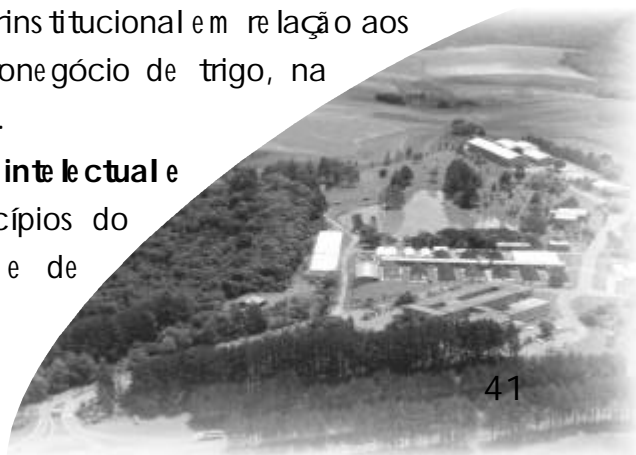 rinstitucional em relação aos
onegócio de trigo, na
.
intelectual e
cípios do
e de
41